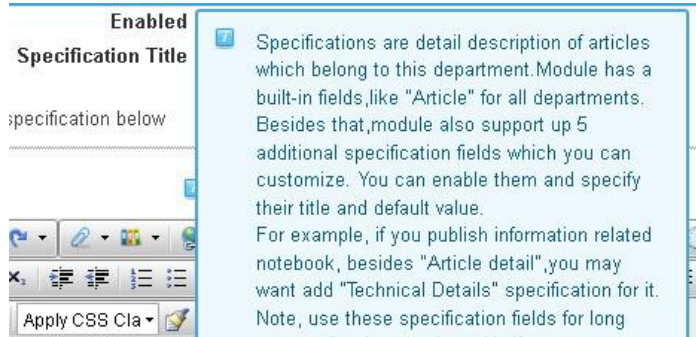 Enabled
Specification Title
specification below
Specifications are detail description of articles
which belong to this department.Module has a
built-in fields,like "Article" for all departments.
Besides that,module also support up 5
additional specification fields which you can
customize. You can enable them and specify
their title and default value.
For example, if you publish information related
notebook, besides "Article detail",you may
want add "Technical Details" specification for it.
Note, use these specification fields for long
Apply CSS Cla